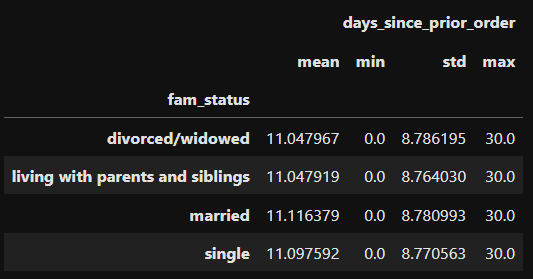 days_since_prior_order
mean min std max
fam_status
divorced/widowed 11.047967 0.0 8.786195 30.0
living with parents and siblings 11.047919 0.0 8.764030 30.0
married 11.116379 0.0 8.780993 30.0
single 11.097592 0.0 8.770563 30.0